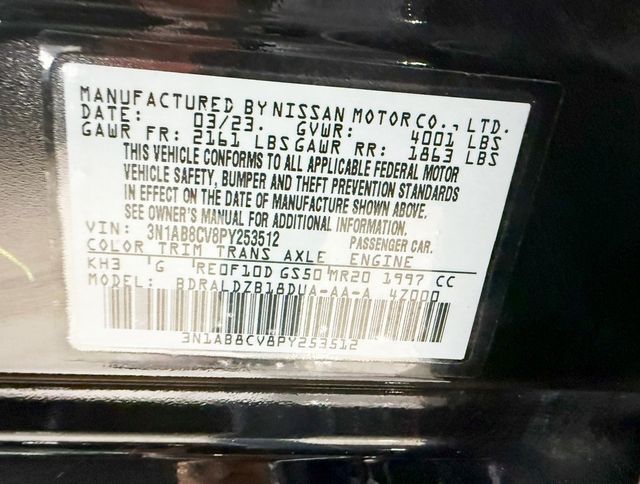 MANUFACTURED BY NISSAN MOTOR CO., LTD.
DATE: 03/23. GVWR: 4001 LBS
GAWR FR: 2161 LBS GAWR RR: 1863 LBS
THIS VEHICLE CONFORMS TO ALL APPLICABLE FEDERAL MOTOR
VEHICLE SAFETY, BUMPER AND THEFT PREVENTION STANDARDS
IN EFFECT ON THE DATE OF MANUFACTURE SHOWN ABOVE.
SEE OWNER'S MANUAL FOR ADDITIONAL INFORMATION.
VIN: 3N1AB8CV8PY253512 PASSENGER CAR.
COLOR TRIM TRANS AXLE ENGINE
KH3 G RE0F10D GS50 MR20 1997 CC
MODEL: BDRALDZB18DUA-AA-A 4Z000
3N1AB8CV8PY253512